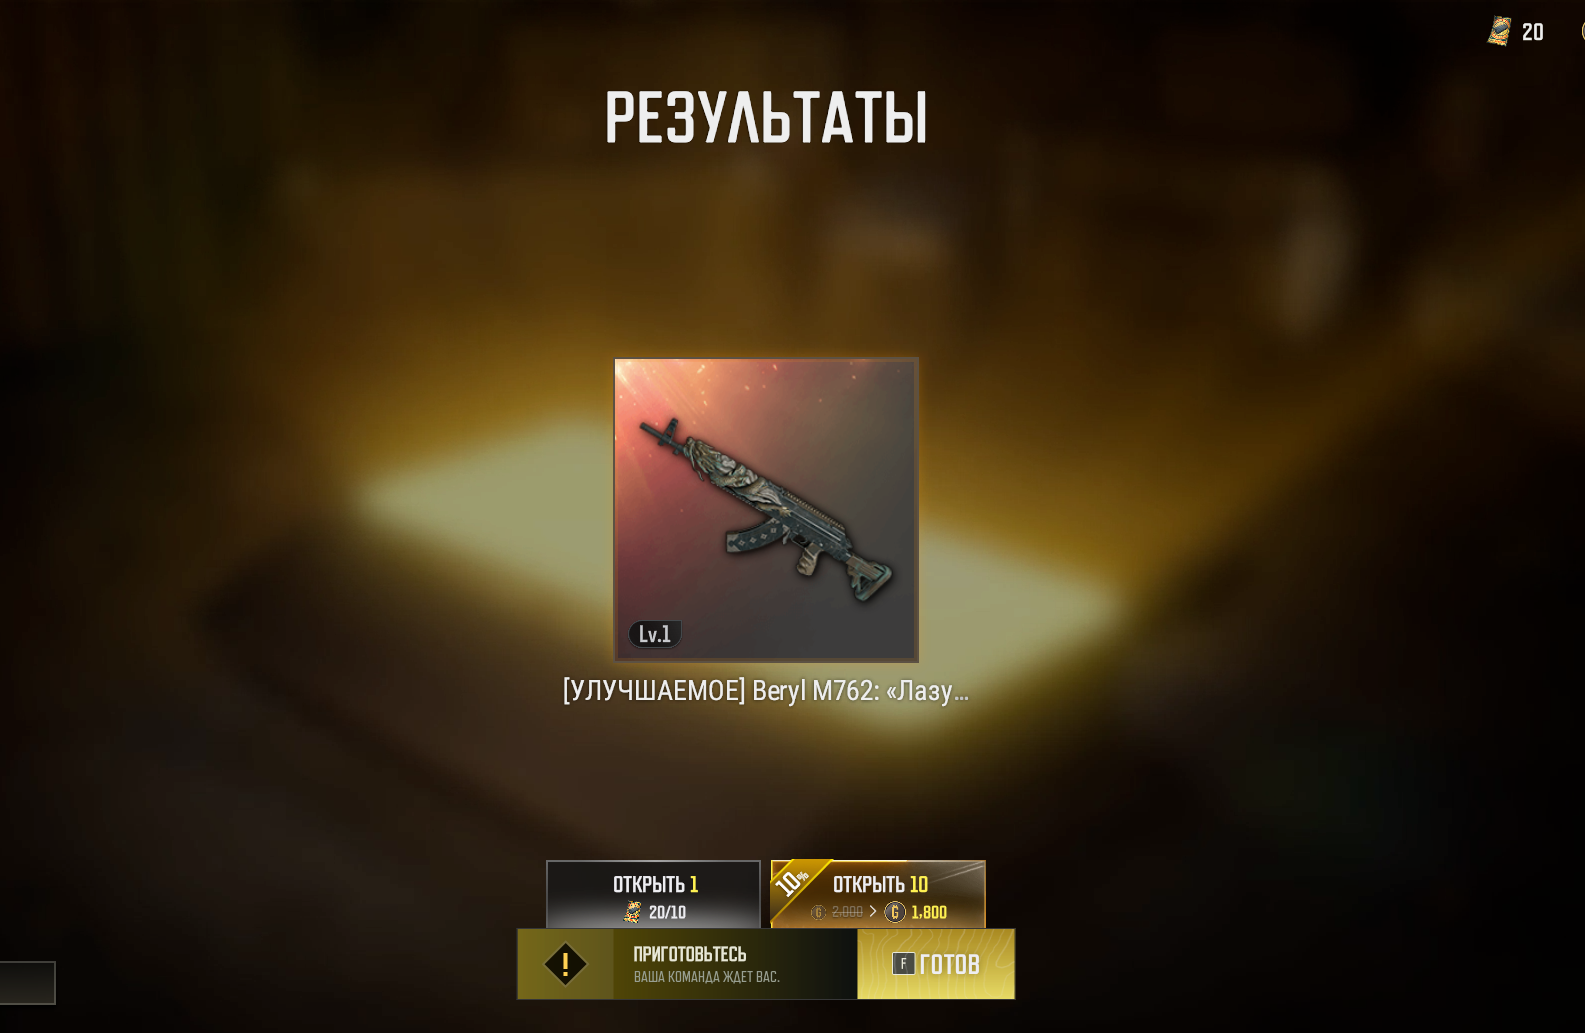 20
РЕЗУЛЬТАТЫ
Lv.1
[УЛУЧШАЕМОЕ] Beryl M762: «Лазу...
ОТКРЫТЬ 1
20/10
10%
ОТКРЫТЬ 10
G 2,000 > G 1,800
! ПРИГОТОВЬТЕСЬ
ВАША КОМАНДА ЖДЕТ ВАС.
F ГОТОВ